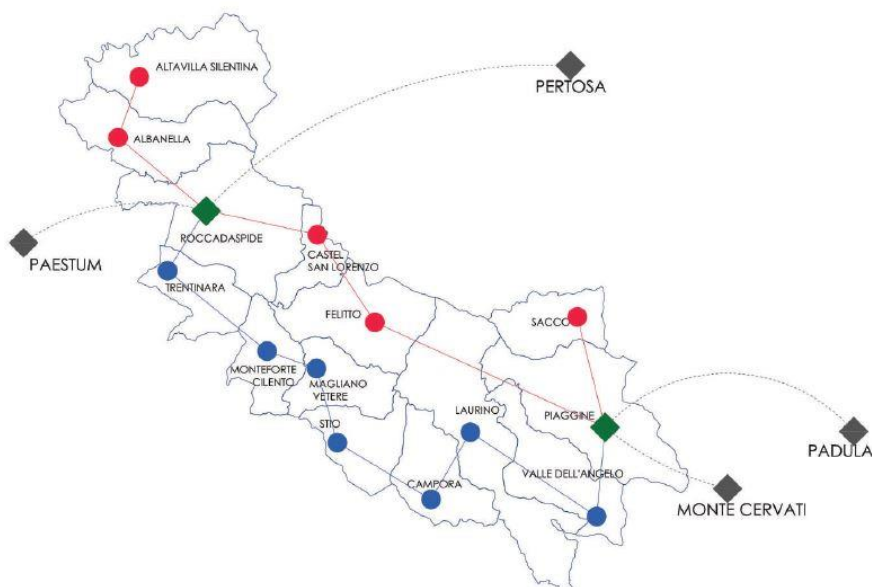 ALTAVILLA SILENTINA
PERTOSA
ALBANELLA
ROCCADASPIDE
PAESTUM
CASTEL
SAN LORENZO
TRENTINARA
FELITTO
SACCO
MONTEFORTE
CILENTO
MAGLIANO
VETERE
LAURINO
PIAGGINE
STIO
PADULA
VALLE DELL'ANGELO
CAMPORA
MONTE CERVATI